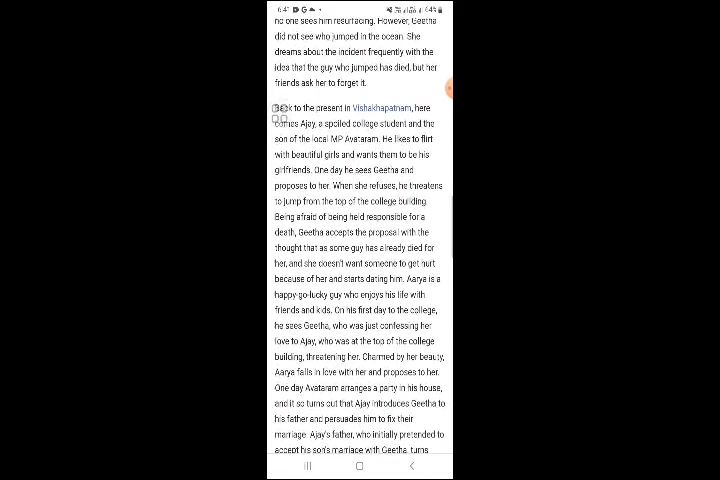 6:41
64%
no one sees him resurfacing. However, Geetha
did not see who jumped in the ocean. She
dreams about the incident frequently with the
idea that the guy who jumped has died, but her
friends ask her to forget it.
Back to the present in Vishakhapatnam, here
comes Ajay, a spoiled college student and the
son of the local MP Avataram. He likes to flirt
with beautiful girls and wants them to be his
girlfriends. One day he sees Geetha and
proposes to her. When she refuses, he threatens
to jump from the top of the college building.
Being afraid of being held responsible for a
death, Geetha accepts the proposal with the
thought that as some guy has already died for
her, and she doesn't want someone to get hurt
because of her and starts dating him. Aarya is a
happy-go-lucky guy who enjoys his life with
friends and kids. On his first day to the college,
he sees Geetha, who was just confessing her
love to Ajay, who was at the top of the college
building, threatening her. Charmed by her beauty,
Aarya falls in love with her and proposes to her.
One day Avataram arranges a party in his house,
and it so turns out that Ajay introduces Geetha to
his father and persuades him to fix their
marriage. Ajay's father, who initially pretended to
accept his son's marriage with Geetha, turns